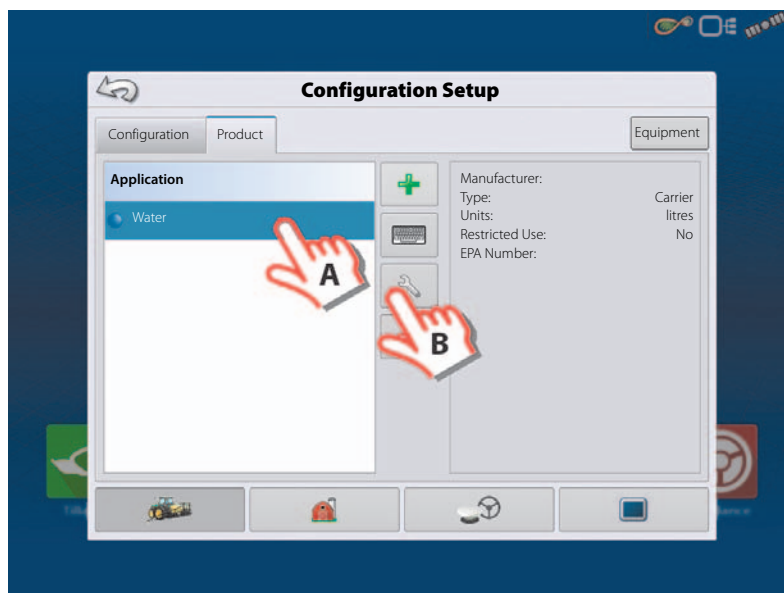 Configuration Setup
Configuration
Product
Equipment
Application
Water
Manufacturer:
Type: Carrier
Units: litres
Restricted Use: No
EPA Number:
A
B